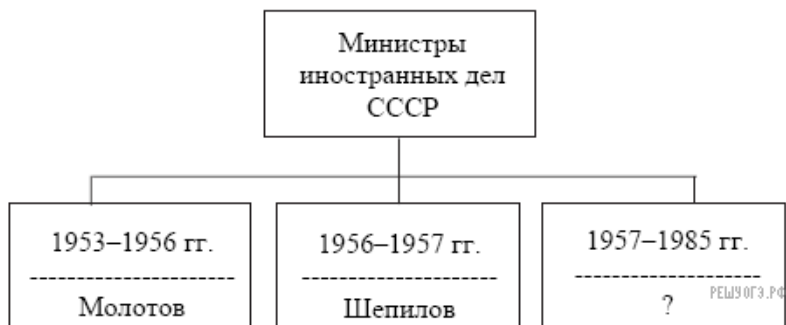 Министры
иностранных дел
СССР
1953–1956 гг.
Молотов
1956–1957 гг.
Шепилов
1957–1985 гг.
?
РЕШУОГЭ.РФ